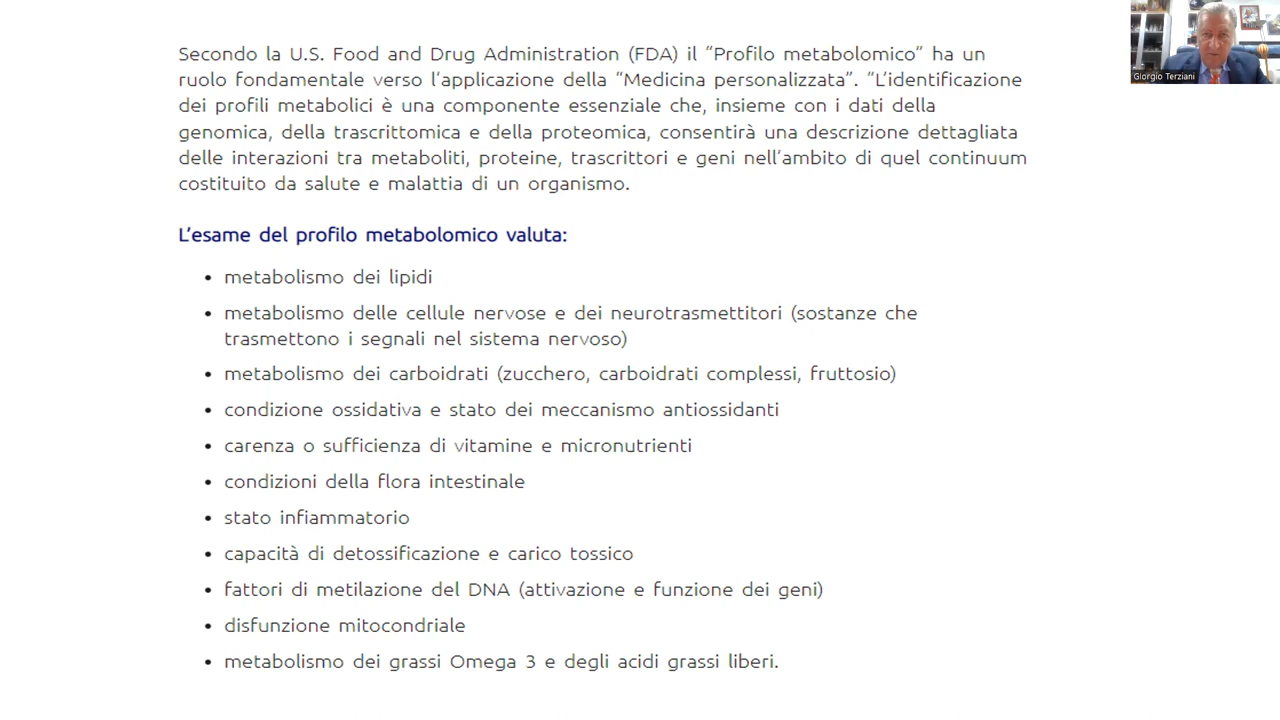 Secondo la U.S. Food and Drug Administration (FDA) il “Profilo metabolomico” ha un
ruolo fondamentale verso l’applicazione della “Medicina personalizzata”. “L’identificazione
dei profili metabolici è una componente essenziale che, insieme con i dati della
genomica, della trascrittomica e della proteomica, consentirà una descrizione dettagliata
delle interazioni tra metaboliti, proteine, trascrittori e geni nell’ambito di quel continuum
costituito da salute e malattia di un organismo.
L’esame del profilo metabolomico valuta:
• metabolismo dei lipidi
• metabolismo delle cellule nervose e dei neurotrasmettitori (sostanze che
trasmettono i segnali nel sistema nervoso)
• metabolismo dei carboidrati (zucchero, carboidrati complessi, fruttosio)
• condizione ossidativa e stato dei meccanismo antiossidanti
• carenza o sufficienza di vitamine e micronutrienti
• condizioni della flora intestinale
• stato infiammatorio
• capacità di detossificazione e carico tossico
• fattori di metilazione del DNA (attivazione e funzione dei geni)
• disfunzione mitocondriale
• metabolismo dei grassi Omega 3 e degli acidi grassi liberi.
Giorgio Terziani